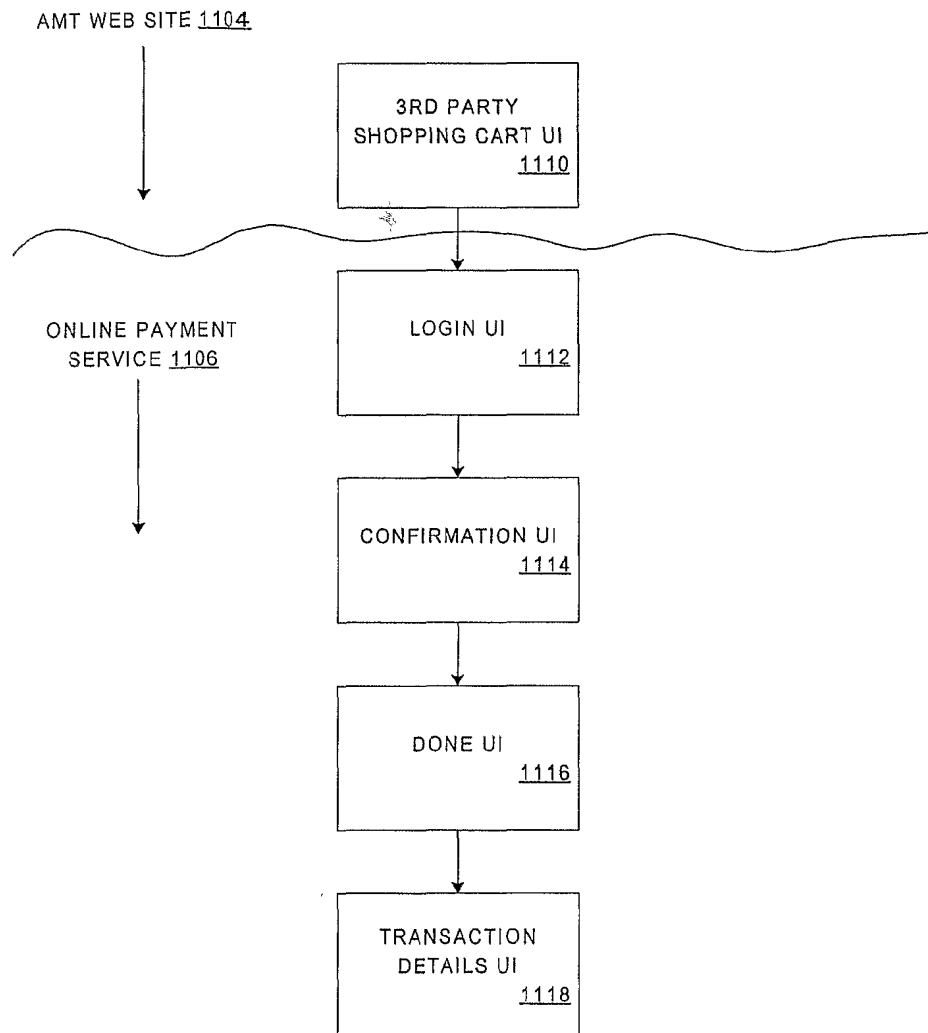 AMT WEB SITE 1104
3RD PARTY
SHOPPING CART UI
1110
ONLINE PAYMENT
SERVICE 1106
LOGIN UI
1112
CONFIRMATION UI
1114
DONE UI
1116
TRANSACTION
DETAILS UI
1118